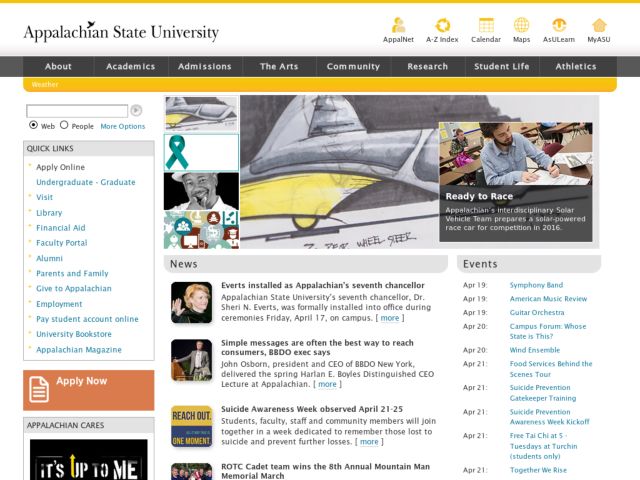 Appalachian State University
AppalNet
A-Z Index
Calendar
Maps
AsULearn
MyASU
About
Academics
Admissions
The Arts
Community
Research
Student Life
Athletics
Weather
Web
People
More Options
QUICK LINKS
Apply Online
Undergraduate - Graduate
Visit
Library
Financial Aid
Faculty Portal
Alumni
Parents and Family
Give to Appalachian
Employment
Pay student account online
University Bookstore
Appalachian Magazine
Apply Now
APPALACHIAN CARES
IT'S UP TO ME
2 REAR WHEEL STEER
Ready to Race
Appalachian's interdisciplinary Solar
Vehicle Team prepares a solar-powered
race car for competition in 2016.
News
Everts installed as Appalachian's seventh chancellor
Appalachian State University's seventh chancellor, Dr.
Sheri N. Everts, was formally installed into office during
ceremonies Friday, April 17, on campus. [ more ]
Simple messages are often the best way to reach
consumers, BBDO exec says
John Osborn, president and CEO of BBDO New York,
delivered the spring Harlan E. Boyles Distinguished CEO
Lecture at Appalachian. [ more ]
REACH OUT.
ONE MOMENT.
Suicide Awareness Week observed April 21-25
Students, faculty, staff and community members will join
together in a week dedicated to remember those lost to
suicide and prevent further losses. [ more ]
ROTC Cadet team wins the 8th Annual Mountain Man
Memorial March
Events
Apr 19: Symphony Band
Apr 19: American Music Review
Apr 19: Guitar Orchestra
Apr 20: Campus Forum: Whose
State is This?
Apr 20: Wind Ensemble
Apr 21: Food Services Behind the
Scenes Tour
Apr 21: Suicide Prevention
Gatekeeper Training
Apr 21: Suicide Prevention
Awareness Week Kickoff
Apr 21: Free Tai Chi at 5 -
Tuesdays at Turchin
(students only)
Apr 21: Together We Rise